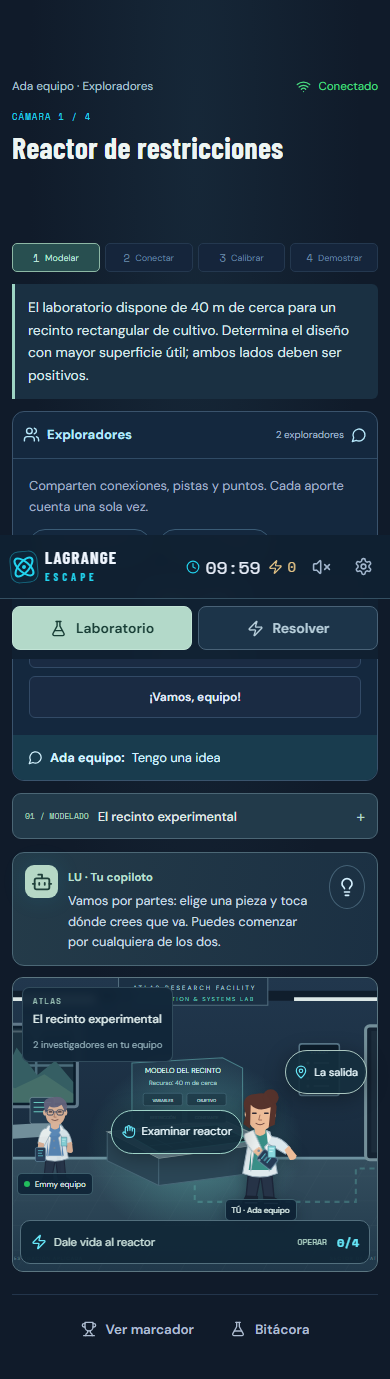 Ada equipo · Exploradores
Conectado
CÁMARA 1 / 4
Reactor de restricciones
1 Modelar
2 Conectar
3 Calibrar
4 Demostrar
El laboratorio dispone de 40 m de cerca para un
recinto rectangular de cultivo. Determina el diseño
con mayor superficie útil; ambos lados deben ser
positivos.
Exploradores
2 exploradores
Comparten conexiones, pistas y puntos. Cada aporte
cuenta una sola vez.
LAGRANGE
ESCAPE
09:59
0
Laboratorio
Resolver
¡Vamos, equipo!
Ada equipo: Tengo una idea
01 / MODELADO El recinto experimental +
LU · Tu copiloto
Vamos por partes: elige una pieza y toca
dónde crees que va. Puedes comenzar
por cualquiera de los dos.
RESEARCH FACILITY
& SYSTEMS LAB
ATLAS
El recinto experimental
2 investigadores en tu equipo
MODELO DEL RECINTO
Recurso: 40 m de cerca
VARIABLES
OBJETIVO
La salida
Examinar reactor
Emmy equipo
TÚ · Ada equipo
Dale vida al reactor
OPERAR 0/4
Ver marcador
Bitácora